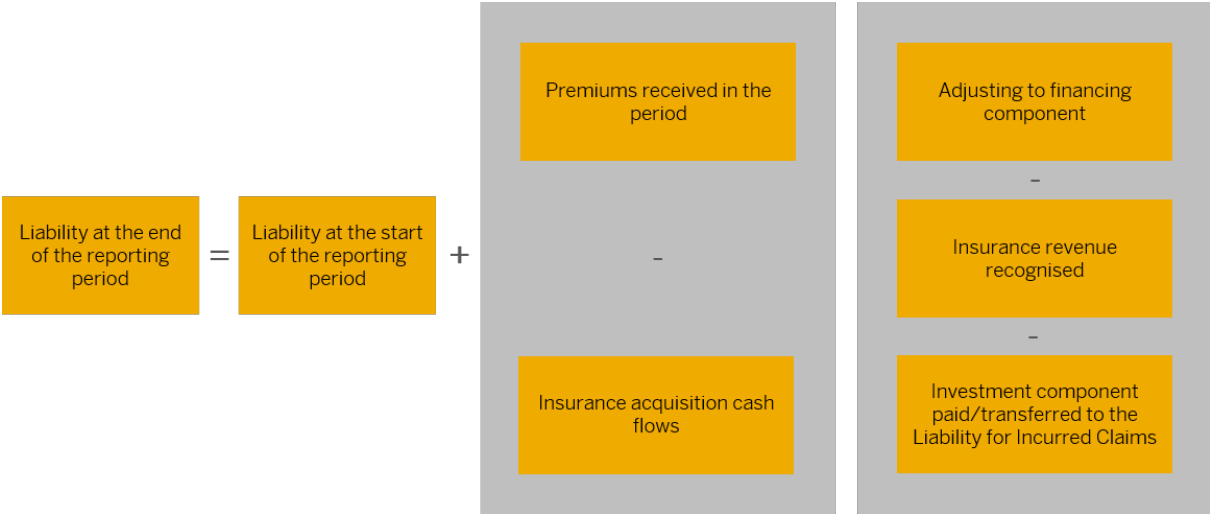 Liability at the end
of the reporting
period
=
Liability at the start
of the reporting
period
+
Premiums received in the
period
-
Insurance acquisition cash
flows
Adjusting to financing
component
-
Insurance revenue
recognised
-
Investment component
paid/transferred to the
Liability for Incurred Claims